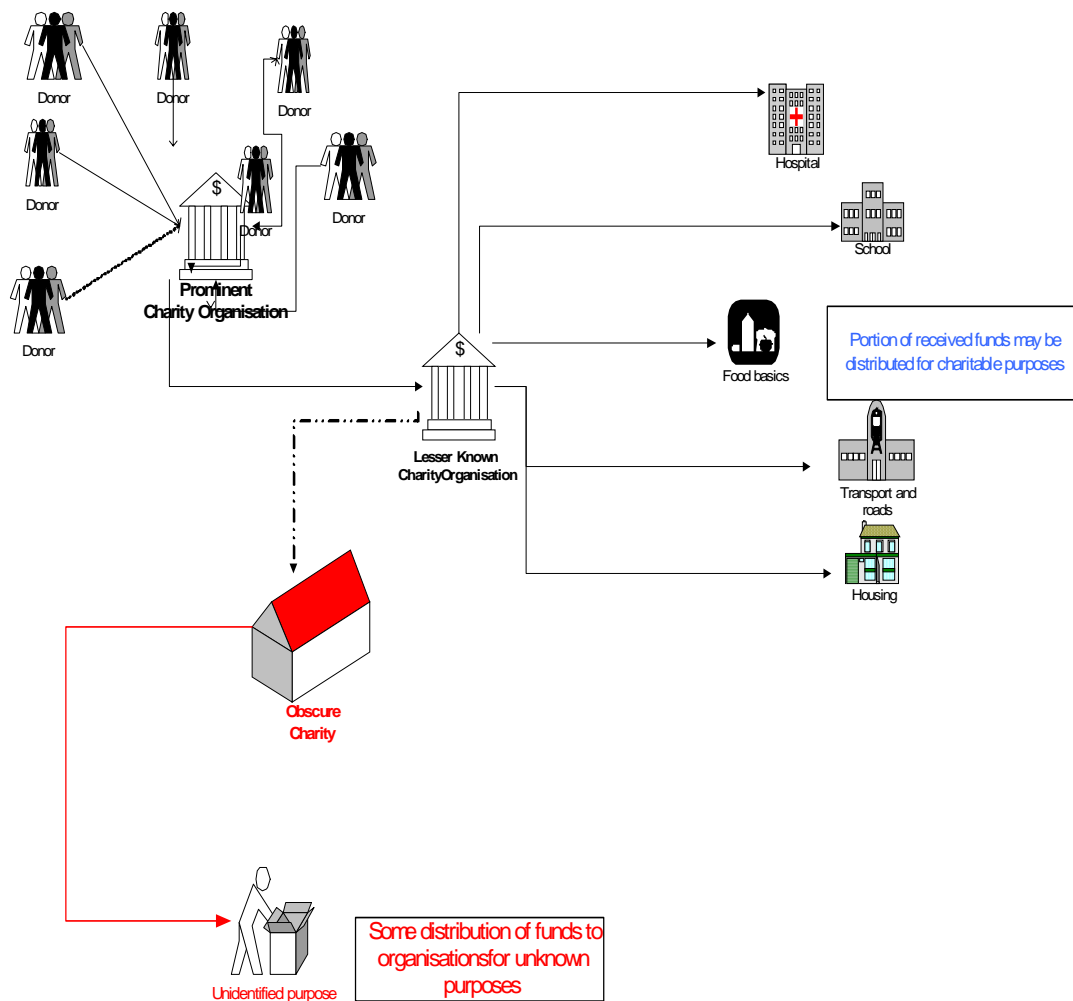 Donor
Donor
Donor
Donor
Donor
Donor
Donor
$
Prominent
Charity Organisation
Hospital
School
$
Food basics
Portion of received funds may be
distributed for charitable purposes
Lesser Known
CharityOrganisation
Transport and
roads
Housing
Obscure
Charity
Some distribution of funds to
organisationsfor unknown
purposes
Unidentified purpose